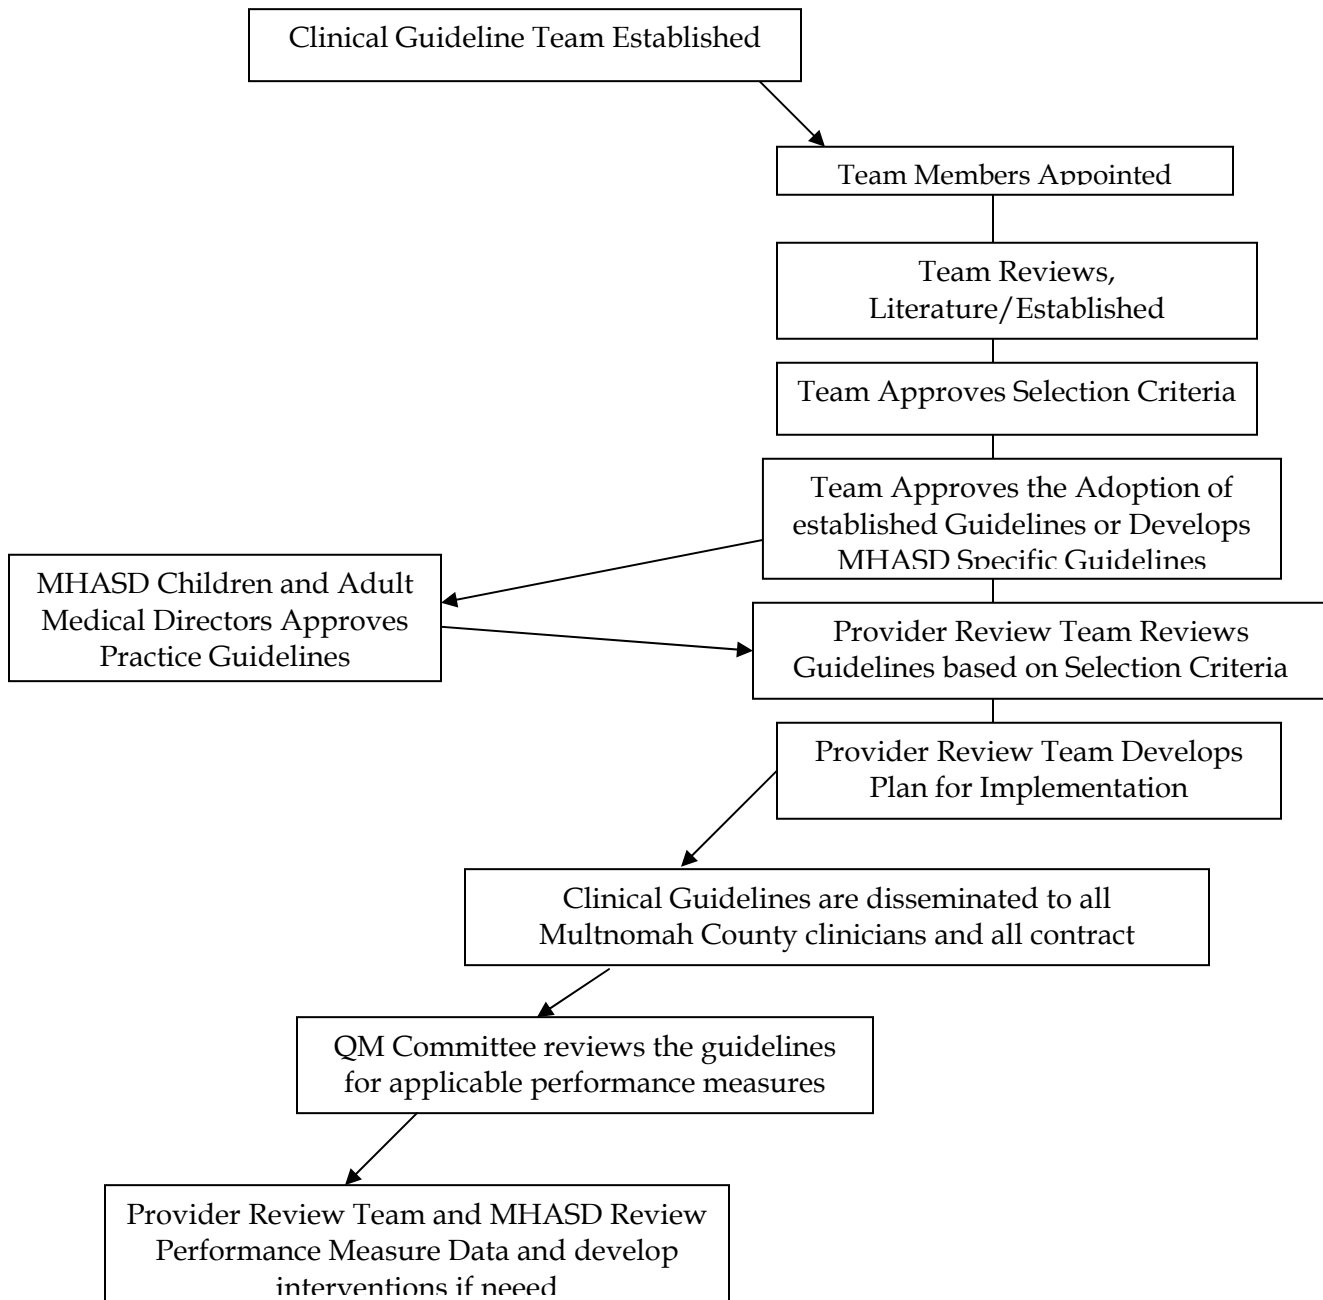 Clinical Guideline Team Established
Team Members Appointed
Team Reviews,
Literature/Established
Team Approves Selection Criteria
Team Approves the Adoption of
established Guidelines or Develops
MHASD Specific Guidelines
MHASD Children and Adult
Medical Directors Approves
Practice Guidelines
Provider Review Team Reviews
Guidelines based on Selection Criteria
Provider Review Team Develops
Plan for Implementation
Clinical Guidelines are disseminated to all
Multnomah County clinicians and all contract
QM Committee reviews the guidelines
for applicable performance measures
Provider Review Team and MHASD Review
Performance Measure Data and develop
interventions if neeed